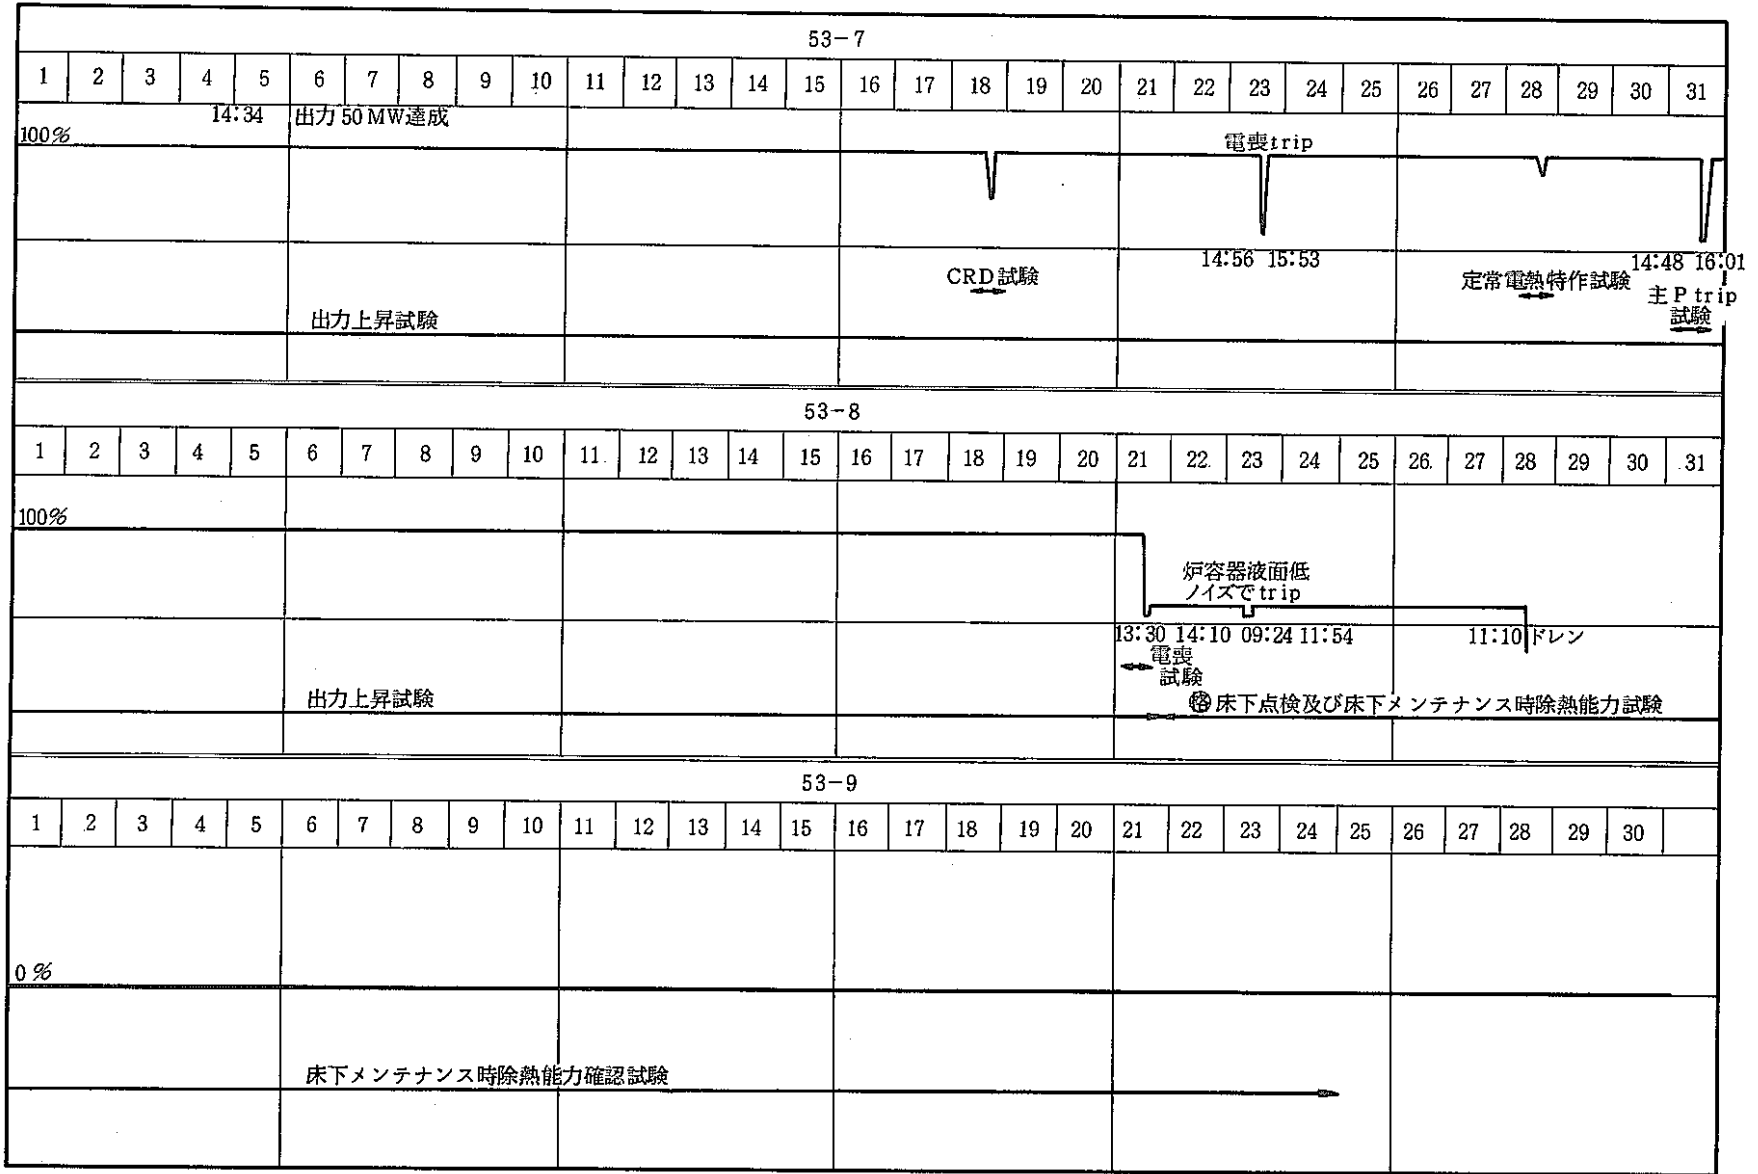 53-7
1 2 3 4 5 6 7 8 9 10 11 12 13 14 15 16 17 18 19 20 21 22 23 24 25 26 27 28 29 30 31
14:34 出力50MW達成
100%
電喪trip
14:56 15:53
14:48 16:01
CRD試験
定常電熱特作試験
主P trip
試験
出力上昇試験
53-8
1 2 3 4 5 6 7 8 9 10 11 12 13 14 15 16 17 18 19 20 21 22 23 24 25 26 27 28 29 30 31
100%
炉容器液面低
ノイズでtrip
13:30 14:10 09:24 11:54 11:10ドレン
電喪
試験
出力上昇試験
床下点検及び床下メンテナンス時除熱能力試験
53-9
1 2 3 4 5 6 7 8 9 10 11 12 13 14 15 16 17 18 19 20 21 22 23 24 25 26 27 28 29 30
0%
床下メンテナンス時除熱能力確認試験